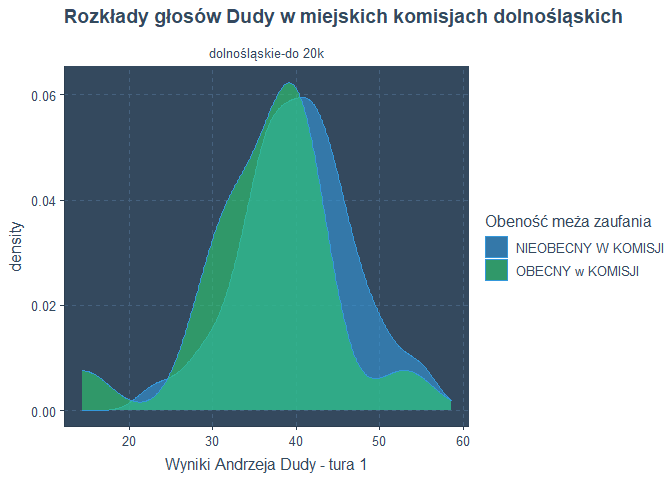 Rozkłady głosów Dudy w miejskich komisjach dolnośląskich
dolnośląskie-do 20k
0.06
0.04
0.02
0.00
density
20 30 40 50 60
Wyniki Andrzeja Dudy - tura 1
Obeność meża zaufania
NIEOBECNY W KOMISJI
OBECNY w KOMISJI